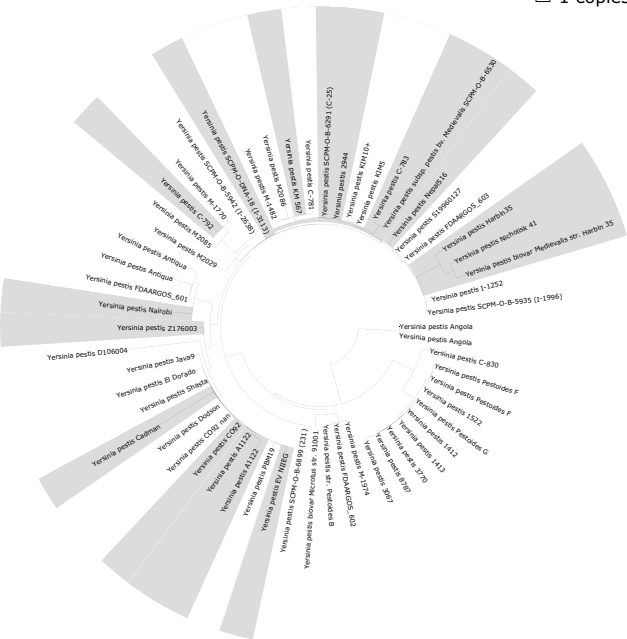 1 copies
Yersinia pestis SCPM-O-B-6291 (C-25)
Yersinia pestis 2944
Yersinia pestis KIM10+
Yersinia pestis KIM5
Yersinia pestis C-783
Yersinia pestis subsp. pestis bv. Medievalis SCPM-O-B-6530
Yersinia pestis Nepal516
Yersinia pestis S19960127
Yersinia pestis FDAARGOS_603
Yersinia pestis Harbin35
Yersinia pestis Nicholisk 41
Yersinia pestis biovar Medievalis str. Harbin 35
Yersinia pestis I-1252
Yersinia pestis SCPM-O-B-5935 (I-1996)
Yersinia pestis Angola
Yersinia pestis Angola
Yersinia pestis C-830
Yersinia pestis Pestoides F
Yersinia pestis Pestoides F
Yersinia pestis 1522
Yersinia pestis Pestoides G
Yersinia pestis 1412
Yersinia pestis 1413
Yersinia pestis 3770
Yersinia pestis 8787
Yersinia pestis 3067
Yersinia pestis M-1974
Yersinia pestis FDAARGOS_602
Yersinia pestis str. Pestoides B
Yersinia pestis biovar Microtus str. 91001
Yersinia pestis SCPM-O-B-6899 (231)
Yersinia pestis EV NIIEG
Yersinia pestis PBM19
Yersinia pestis A1122
Yersinia pestis A1122
Yersinia pestis CO92
Yersinia pestis CO92_nan
Yersinia pestis Dodson
Yersinia pestis Cadman
Yersinia pestis Shasta
Yersinia pestis El Dorado
Yersinia pestis Java9
Yersinia pestis D106004
Yersinia pestis Z176003
Yersinia pestis Nairobi
Yersinia pestis FDAARGOS_601
Yersinia pestis Antiqua
Yersinia pestis Antiqua
Yersinia pestis M2029
Yersinia pestis M2085
Yersinia pestis C-792
Yersinia pestis M-1770
Yersinia pestis SCPM-O-B-5942 (I-2638)
Yersinia pestis SCPM-O-DNA-18 (I-3113)
Yersinia pestis M-1482
Yersinia pestis M2086
Yersinia pestis KM 567
Yersinia pestis C-781